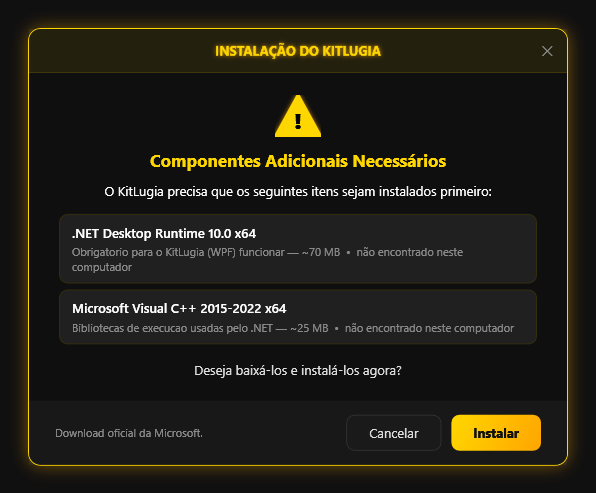 INSTALAÇÃO DO KITLUGIA
!
Componentes Adicionais Necessários
O KitLugia precisa que os seguintes itens sejam instalados primeiro:
.NET Desktop Runtime 10.0 x64
Obrigatorio para o KitLugia (WPF) funcionar — ~70 MB • não encontrado neste
computador
Microsoft Visual C++ 2015-2022 x64
Bibliotecas de execucao usadas pelo .NET — ~25 MB • não encontrado neste computador
Deseja baixá-los e instalá-los agora?
Download oficial da Microsoft.
Cancelar
Instalar